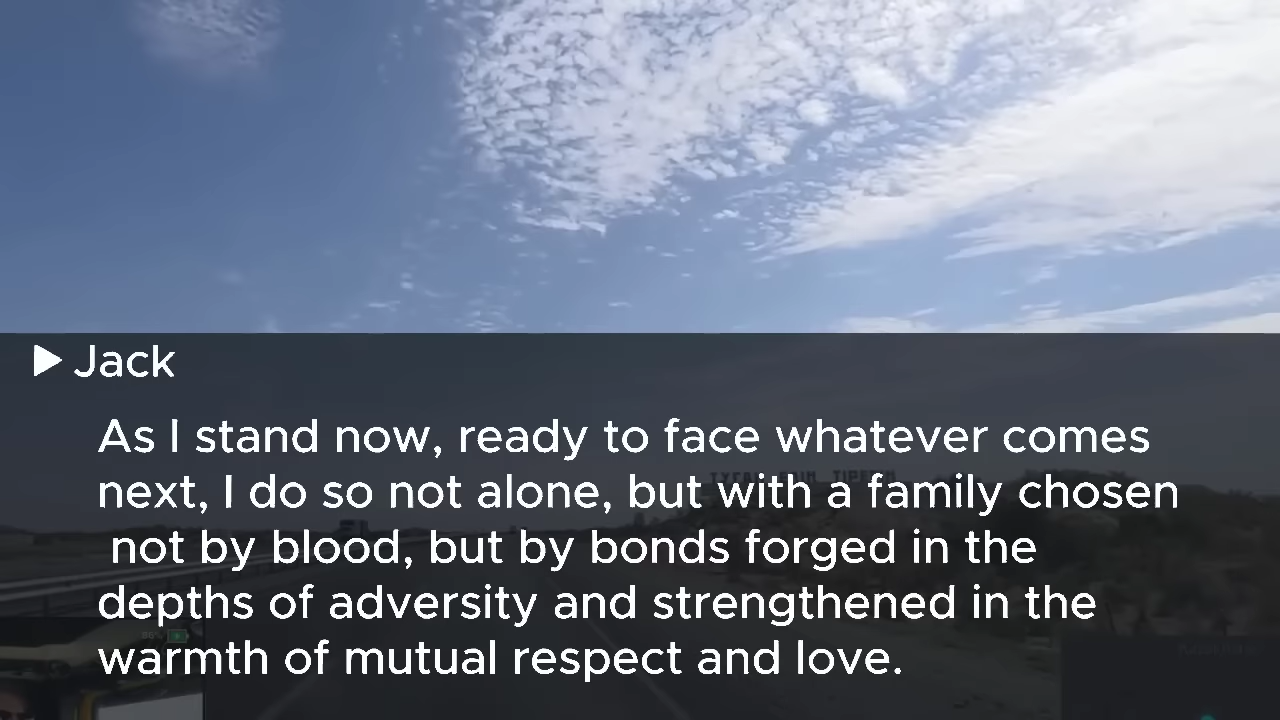 Jack
As I stand now, ready to face whatever comes
next, I do so not alone, but with a family chosen
not by blood, but by bonds forged in the
depths of adversity and strengthened in the
warmth of mutual respect and love.
86%